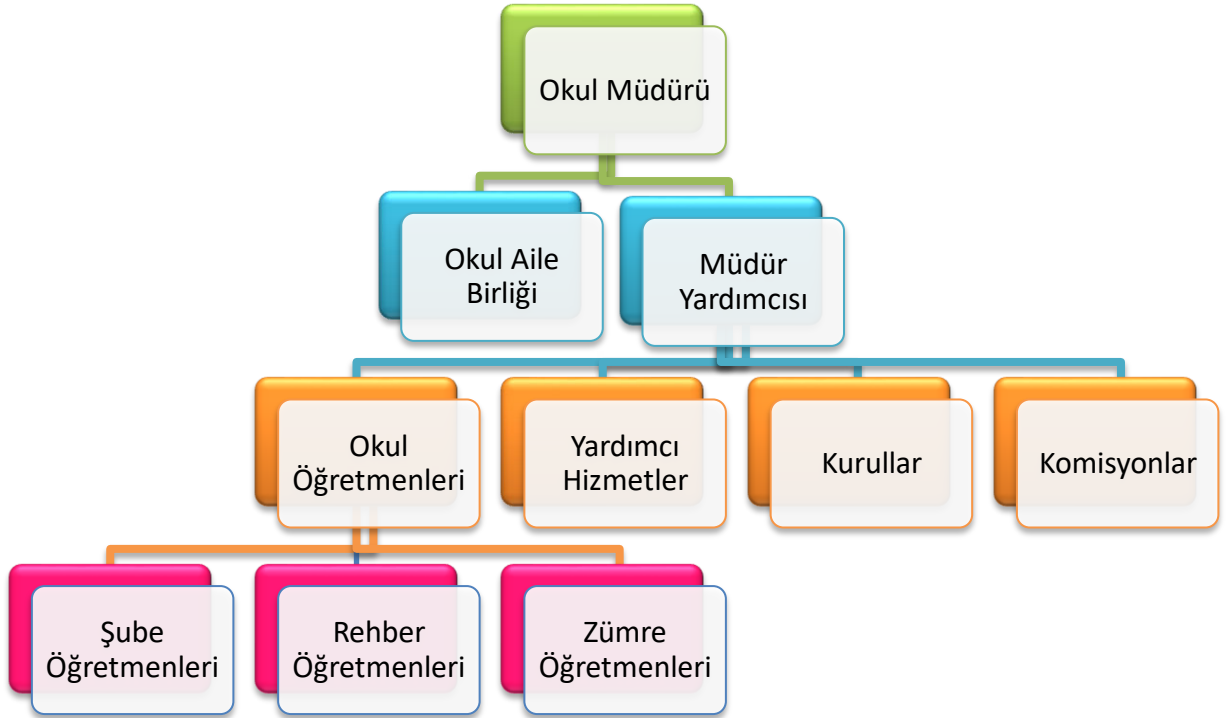 Okul Müdürü
Okul Aile
Birliği
Müdür
Yardımcısı
Okul
Öğretmenleri
Yardımcı
Hizmetler
Kurullar
Komisyonlar
Şube
Öğretmenleri
Rehber
Öğretmenleri
Zümre
Öğretmenleri